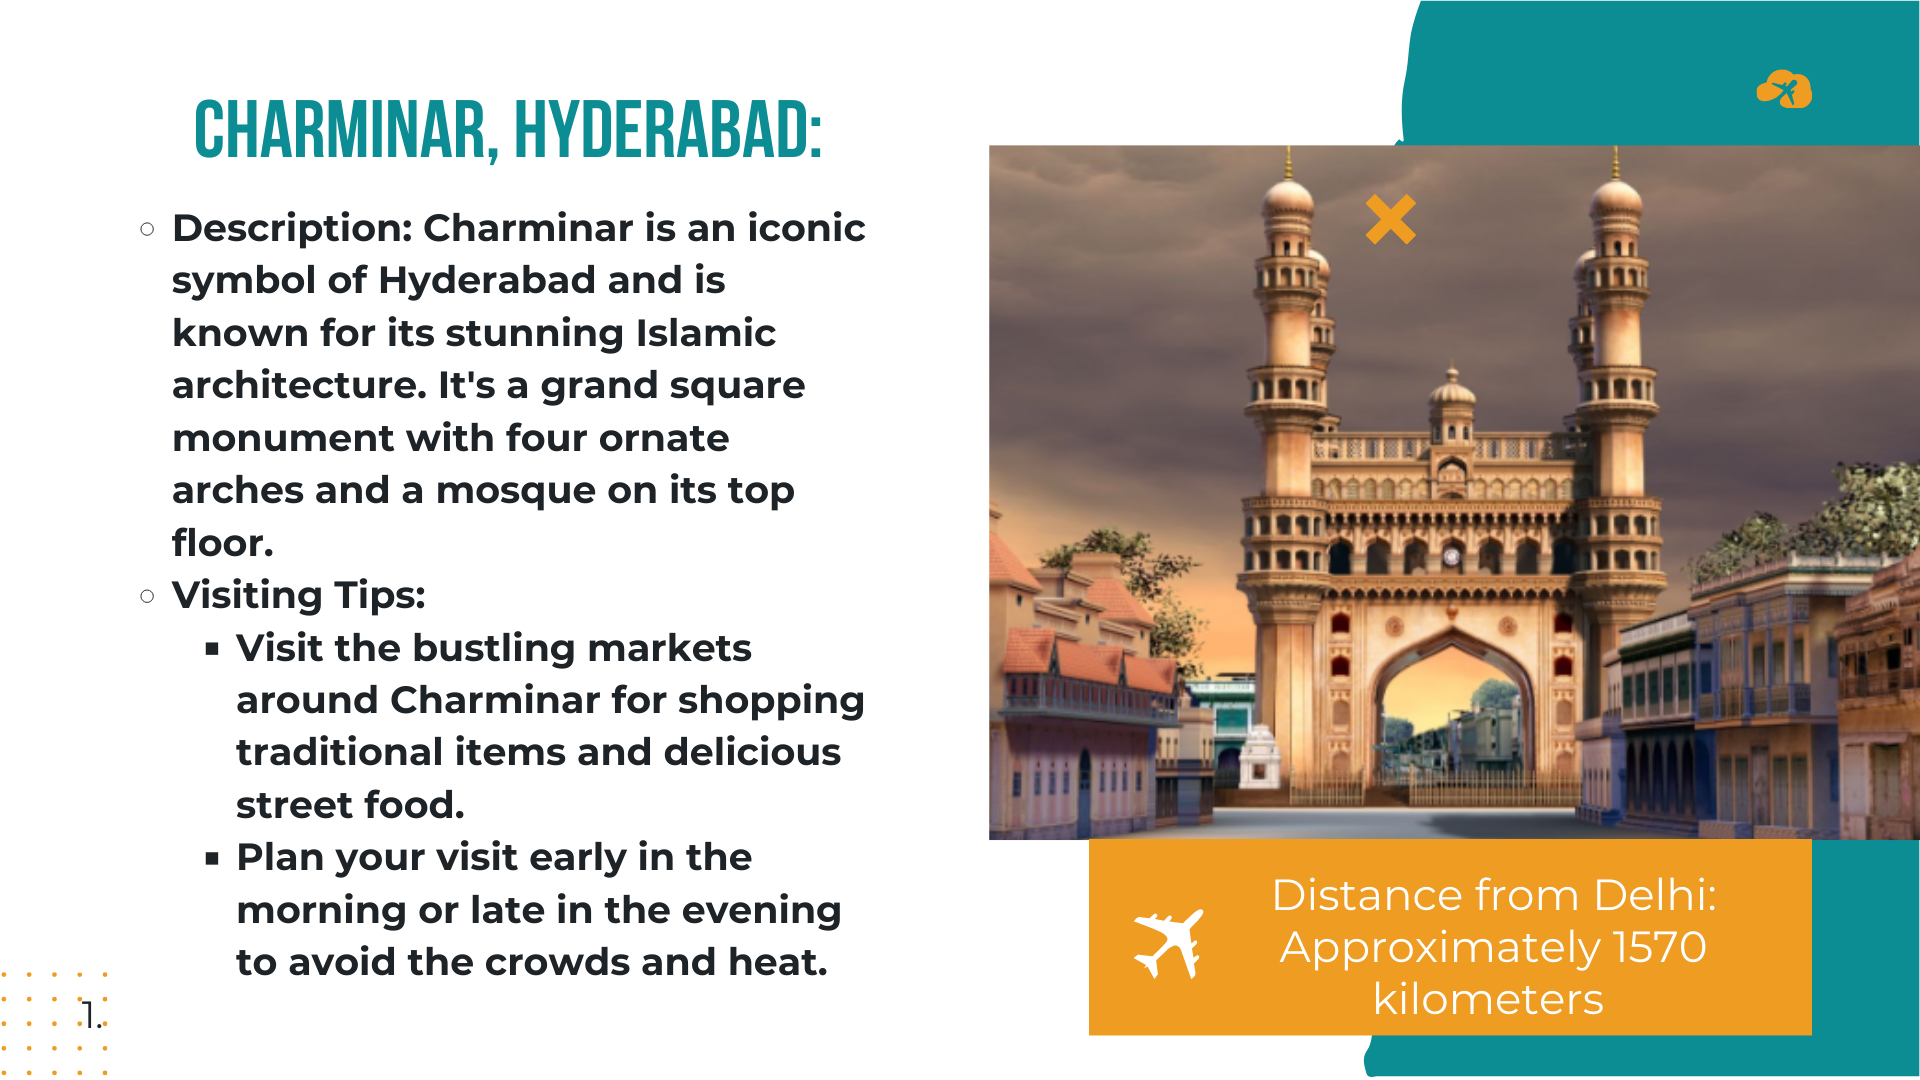 CHARMINAR, HYDERABAD:
Description: Charminar is an iconic
symbol of Hyderabad and is
known for its stunning Islamic
architecture. It's a grand square
monument with four ornate
arches and a mosque on its top
floor.
Visiting Tips:
Visit the bustling markets
around Charminar for shopping
traditional items and delicious
street food.
Plan your visit early in the
morning or late in the evening
to avoid the crowds and heat.
1.
Distance from Delhi:
Approximately 1570
kilometers